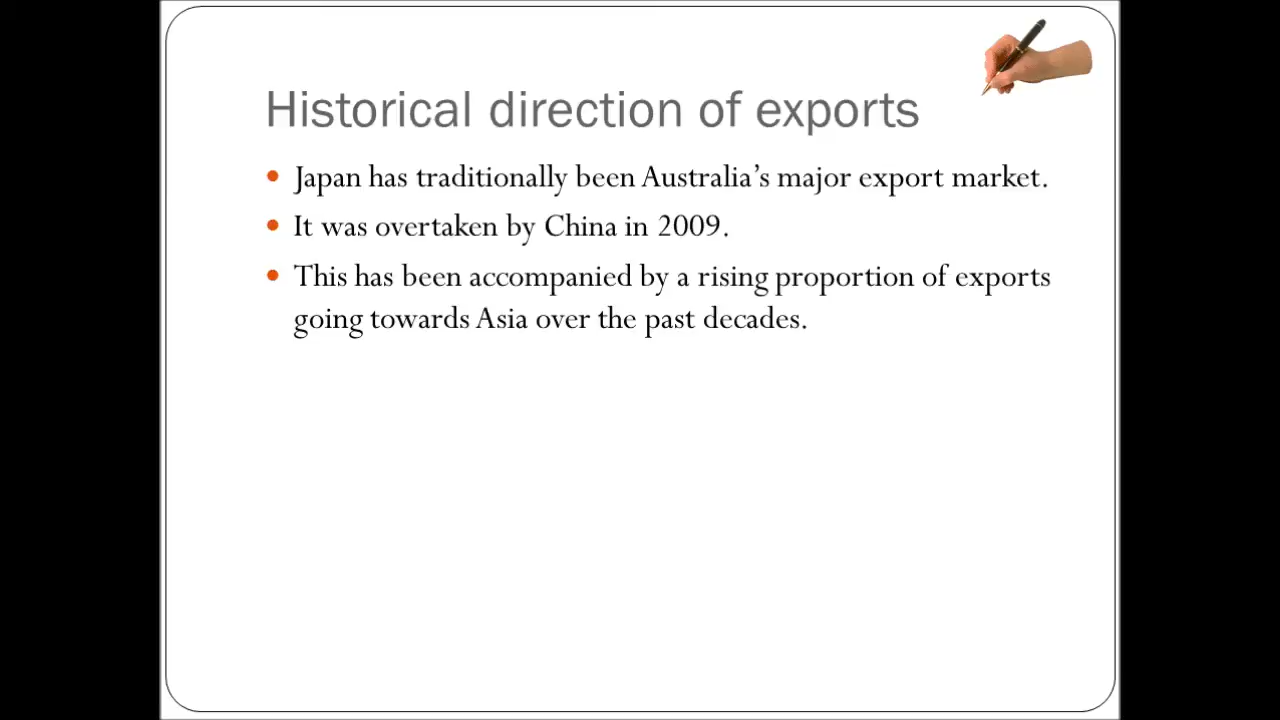 Historical direction of exports
Japan has traditionally been Australia’s major export market.
It was overtaken by China in 2009.
This has been accompanied by a rising proportion of exports
going towards Asia over the past decades.